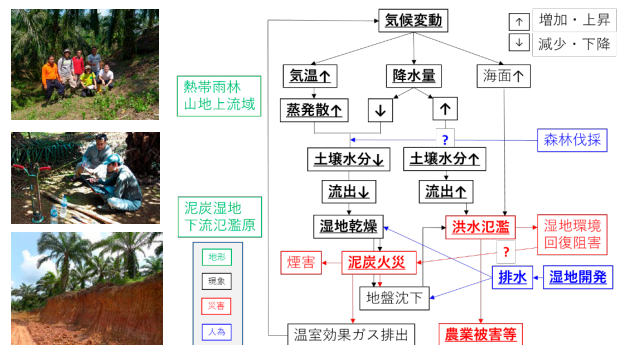 気候変動
↑ 増加・上昇
↓ 減少・下降
気温↑
降水量
海面↑
熱帯雨林
山地上流域
蒸発散↑
↓
↑
?
森林伐採
土壌水分↓
土壌水分↑
流出↓
流出↑
泥炭湿地
下流氾濫原
湿地乾燥
洪水氾濫
湿地環境
回復阻害
?
地形
煙害
泥炭火災
現象
排水
湿地開発
地盤沈下
災害
人為
温室効果ガス排出
農業被害等